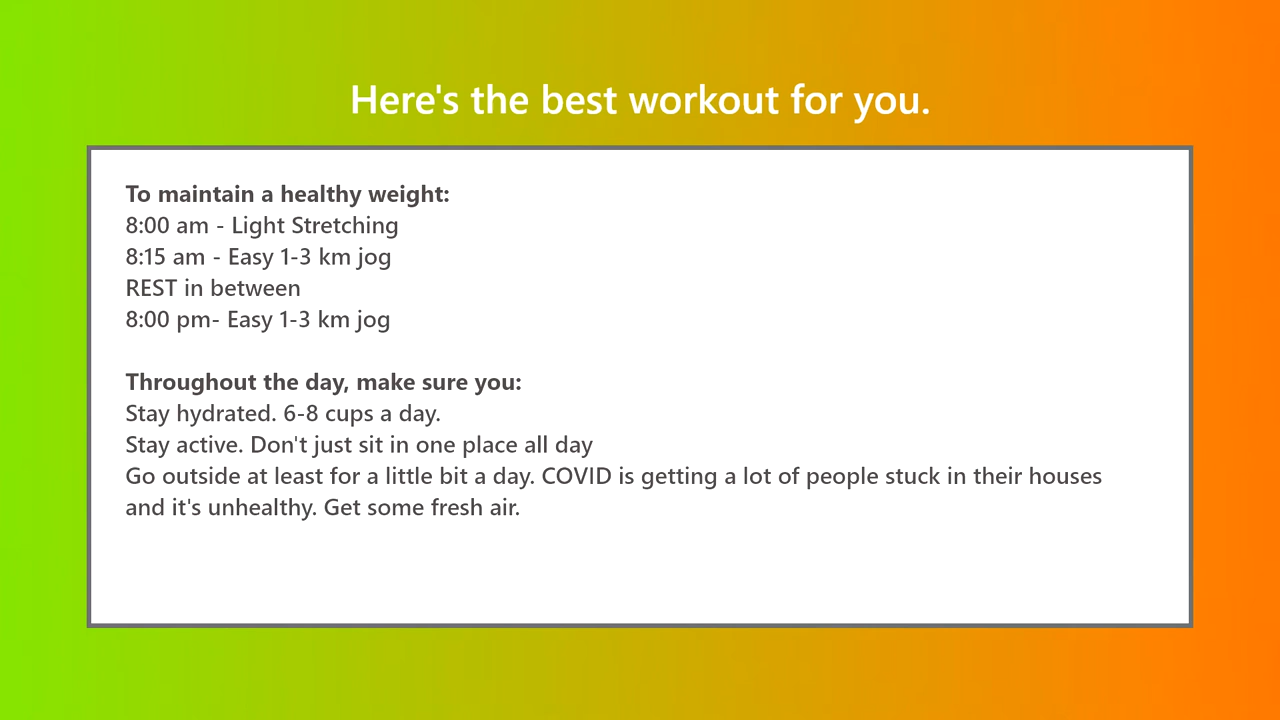 Here's the best workout for you.
To maintain a healthy weight:
8:00 am - Light Stretching
8:15 am - Easy 1-3 km jog
REST in between
8:00 pm- Easy 1-3 km jog
Throughout the day, make sure you:
Stay hydrated. 6-8 cups a day.
Stay active. Don't just sit in one place all day
Go outside at least for a little bit a day. COVID is getting a lot of people stuck in their houses
and it's unhealthy. Get some fresh air.